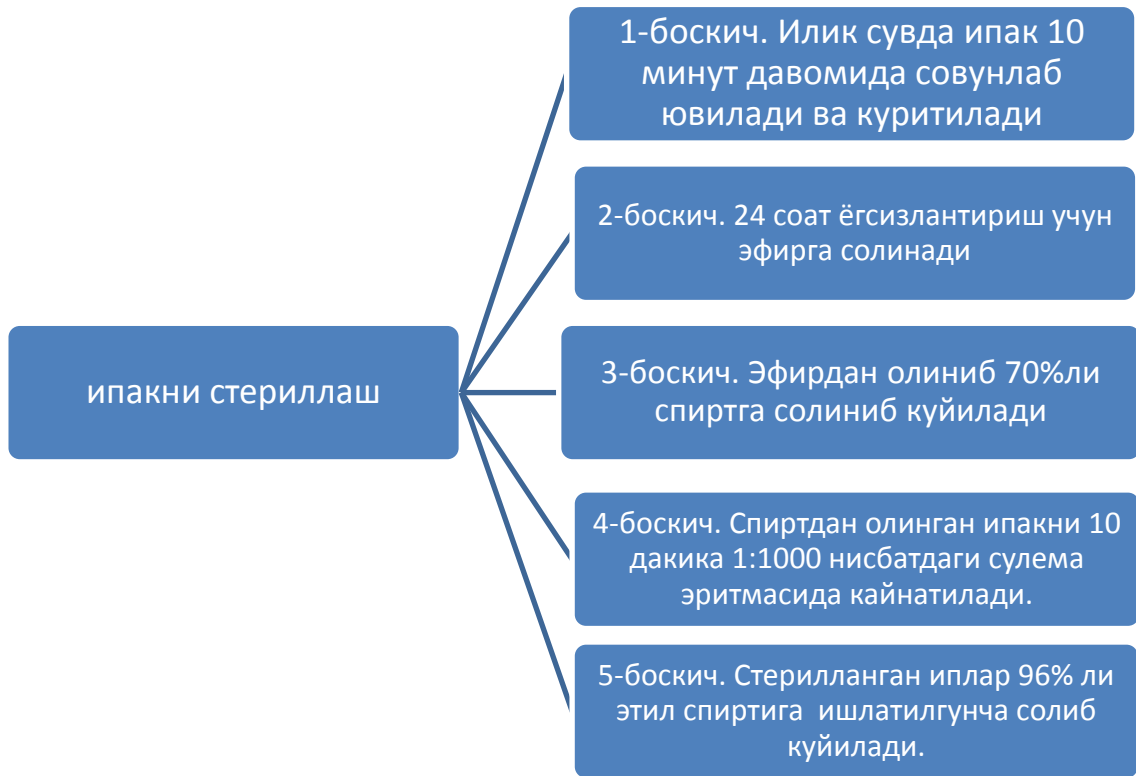 1-боскич. Илик сувда ипак 10
минут давомида совунлаб
ювилади ва куритилади
2-боскич. 24 соат ёгсизлантириш учун
эфирга солинади
ипакни стериллаш
3-боскич. Эфирдан олиниб 70%ли
спиртга солиниб куйилади
4-боскич. Спиртдан олинган ипакни 10
дакика 1:1000 нисбатдаги сулема
эритмасида кайнатилади.
5-боскич. Стерилланган иплар 96% ли
этил спиртига ишлатилгунча солиб
куйилади.